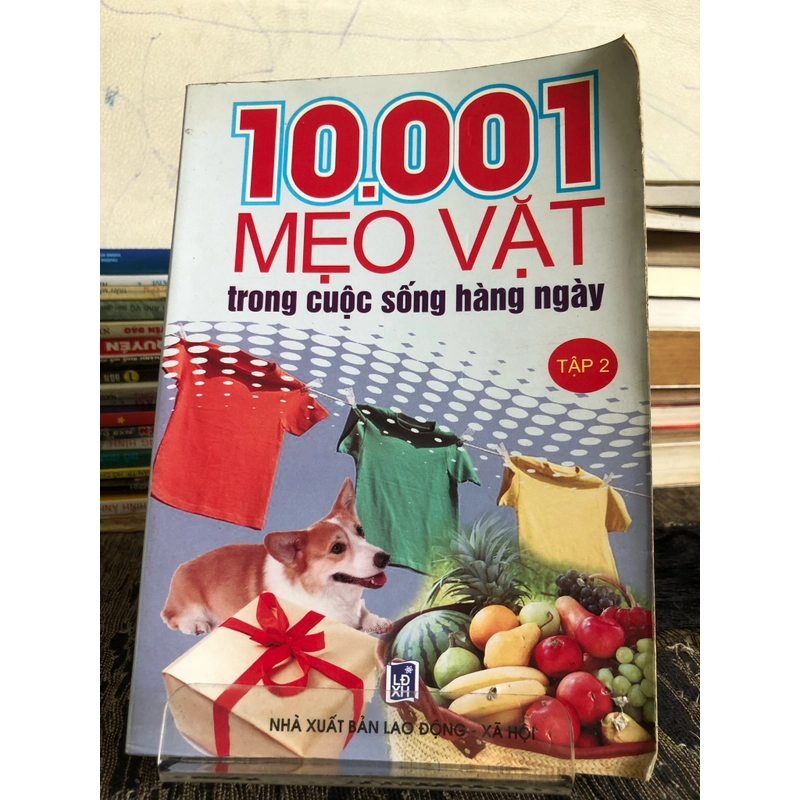 10.001
MẸO VẶT
trong cuộc sống hàng ngày
TẬP 2
LĐ
XH
NHÀ XUẤT BẢN LAO ĐỘNG - XÃ HỘI
QUYÊN